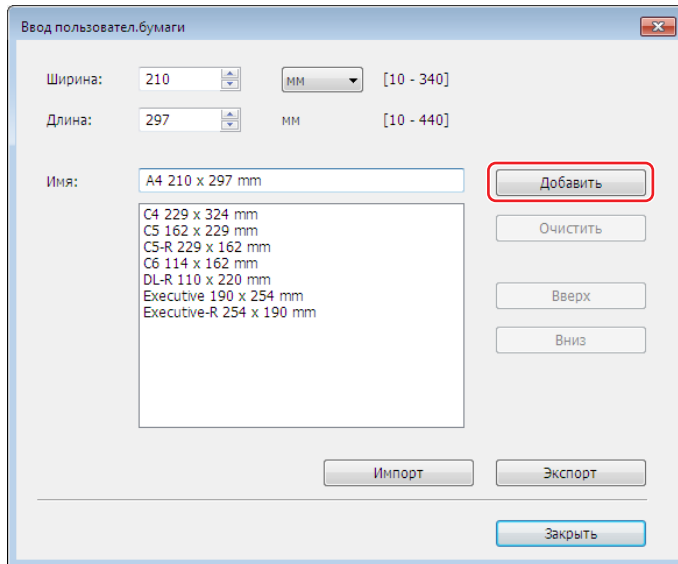 Ввод пользовател.бумаги
Ширина: 210 мм [10 - 340]
Длина: 297 мм [10 - 440]
Имя: A4 210 x 297 mm Добавить
C4 229 x 324 mm
C5 162 x 229 mm
C5-R 229 x 162 mm
C6 114 x 162 mm
DL-R 110 x 220 mm
Executive 190 x 254 mm
Executive-R 254 x 190 mm
Очистить
Вверх
Вниз
Импорт Экспорт
Закрыть